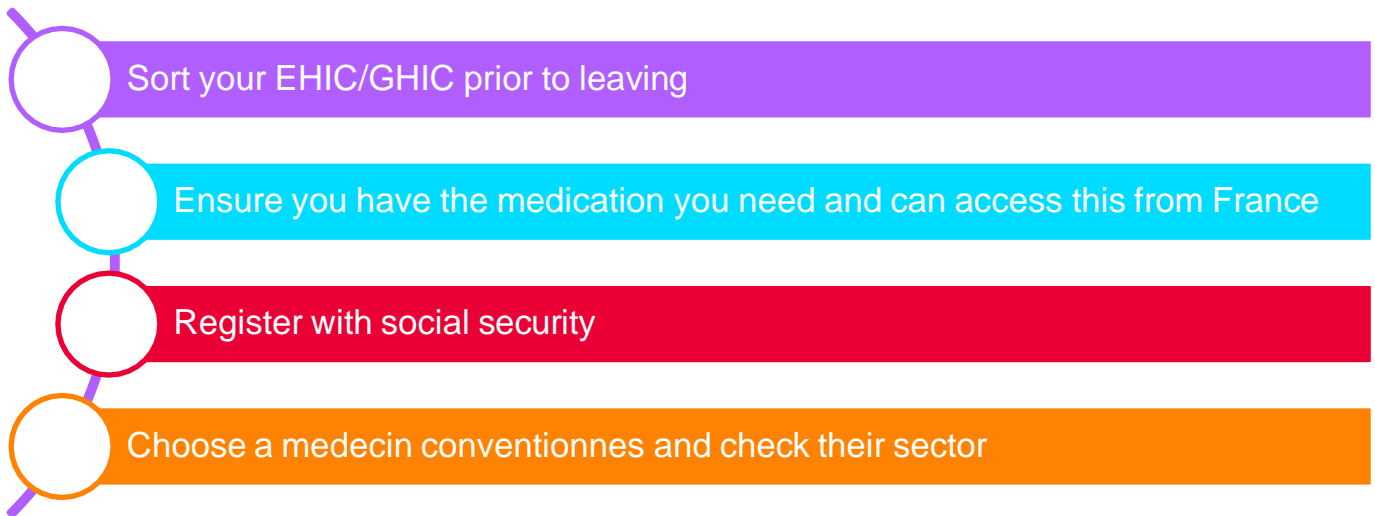 Sort your EHIC/GHIC prior to leaving
Ensure you have the medication you need and can access this from France
Register with social security
Choose a medecin conventionnes and check their sector